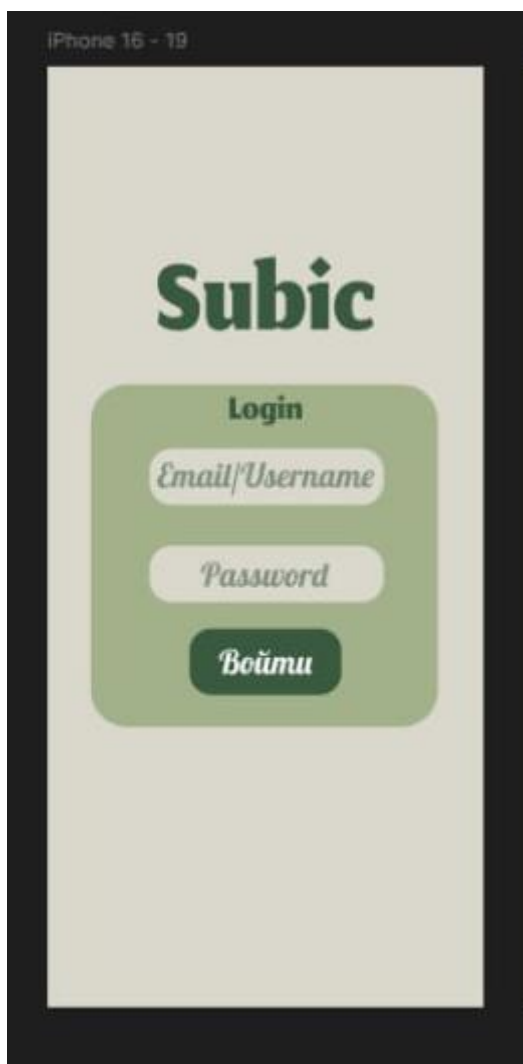 iPhone 16 - 19
Subic
Login
Email/Username
Password
Войти